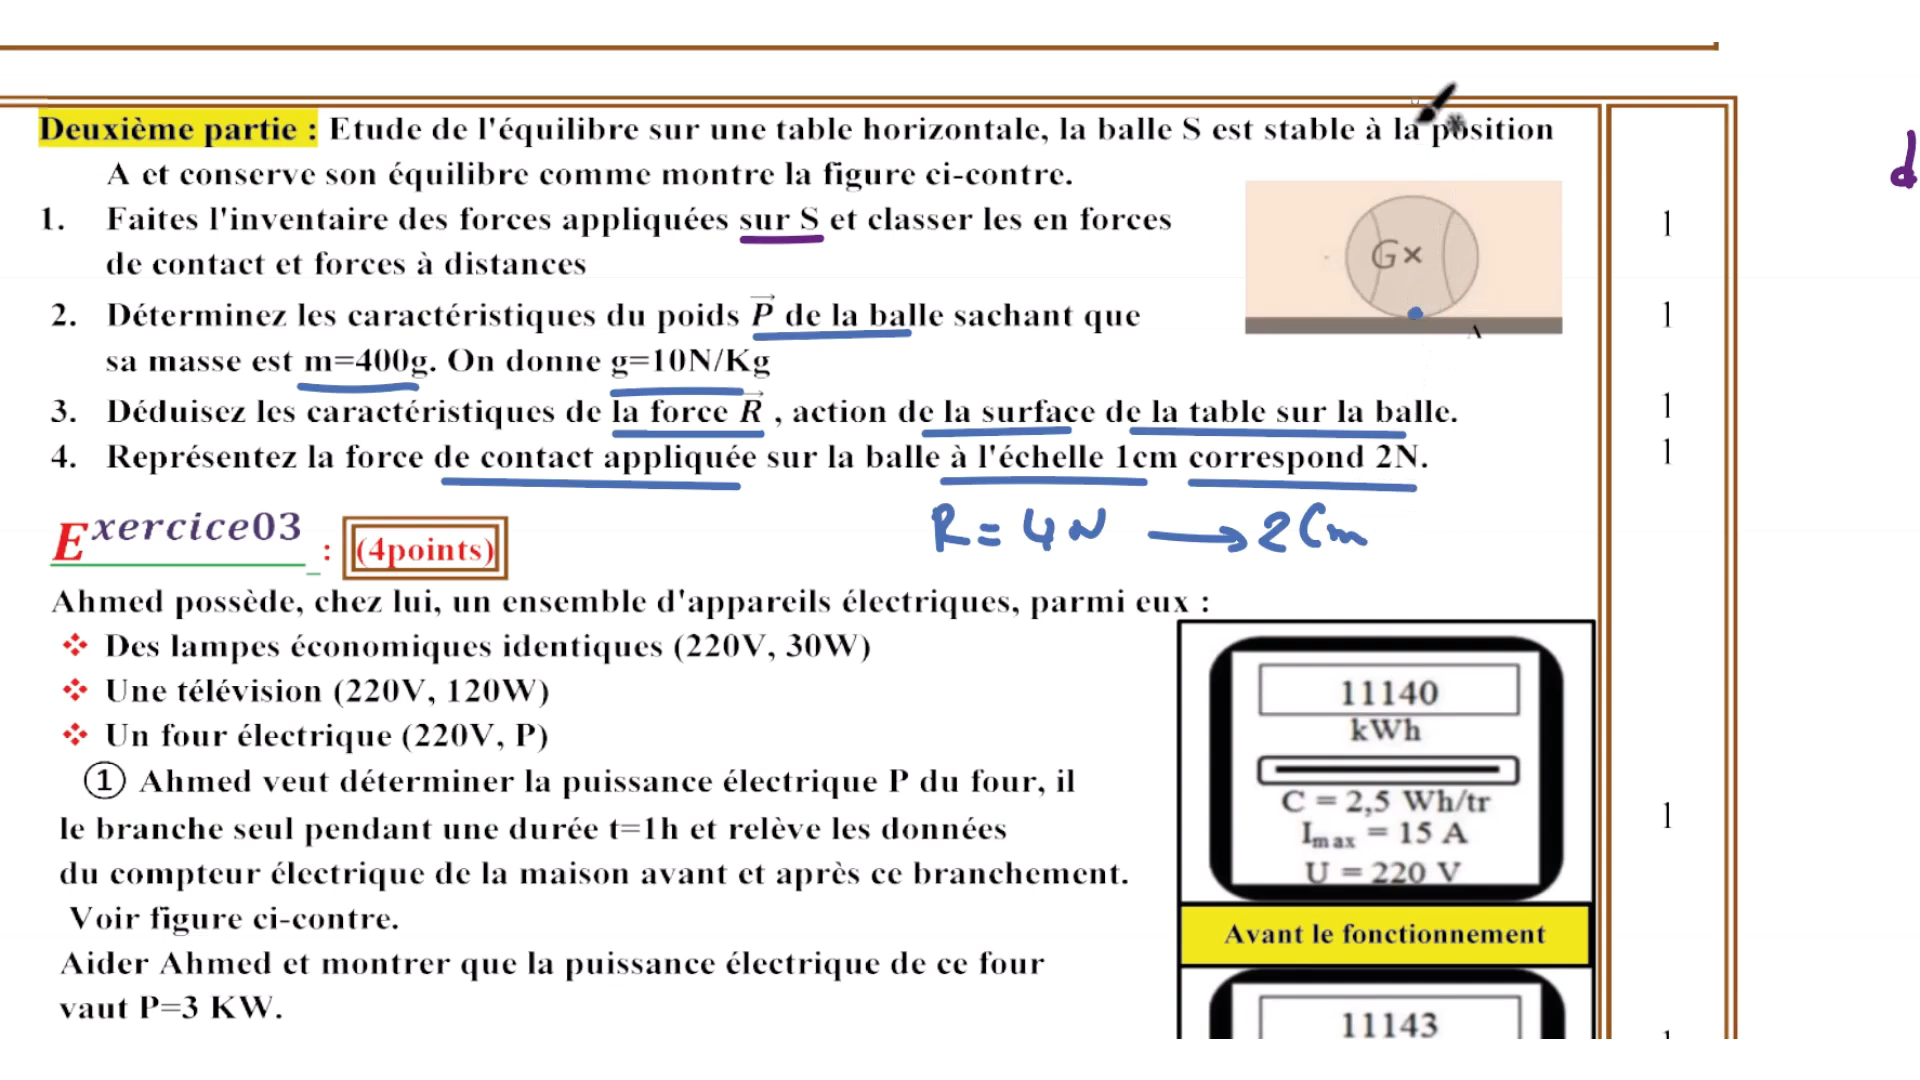 Deuxième partie : Etude de l'équilibre sur une table horizontale, la balle S est stable à la position
A et conserve son équilibre comme montre la figure ci-contre.
1. Faites l'inventaire des forces appliquées sur S et classer les en forces
de contact et forces à distances
1
G×
2. Déterminez les caractéristiques du poids P de la balle sachant que
sa masse est m=400g. On donne g=10N/Kg
1
A
3. Déduisez les caractéristiques de la force R , action de la surface de la table sur la balle.
1
4. Représentez la force de contact appliquée sur la balle à l'échelle 1cm correspond 2N.
1
R = 4N → 2 Cm
Exercice03 : (4points)
Ahmed possède, chez lui, un ensemble d'appareils électriques, parmi eux :
❖ Des lampes économiques identiques (220V, 30W)
❖ Une télévision (220V, 120W)
❖ Un four électrique (220V, P)
① Ahmed veut déterminer la puissance électrique P du four, il
le branche seul pendant une durée t=1h et relève les données
du compteur électrique de la maison avant et après ce branchement.
Voir figure ci-contre.
Aider Ahmed et montrer que la puissance électrique de ce four
vaut P=3 KW.
11140
kWh
C = 2,5 Wh/tr
Imax = 15 A
U = 220 V
Avant le fonctionnement
11143
1
d